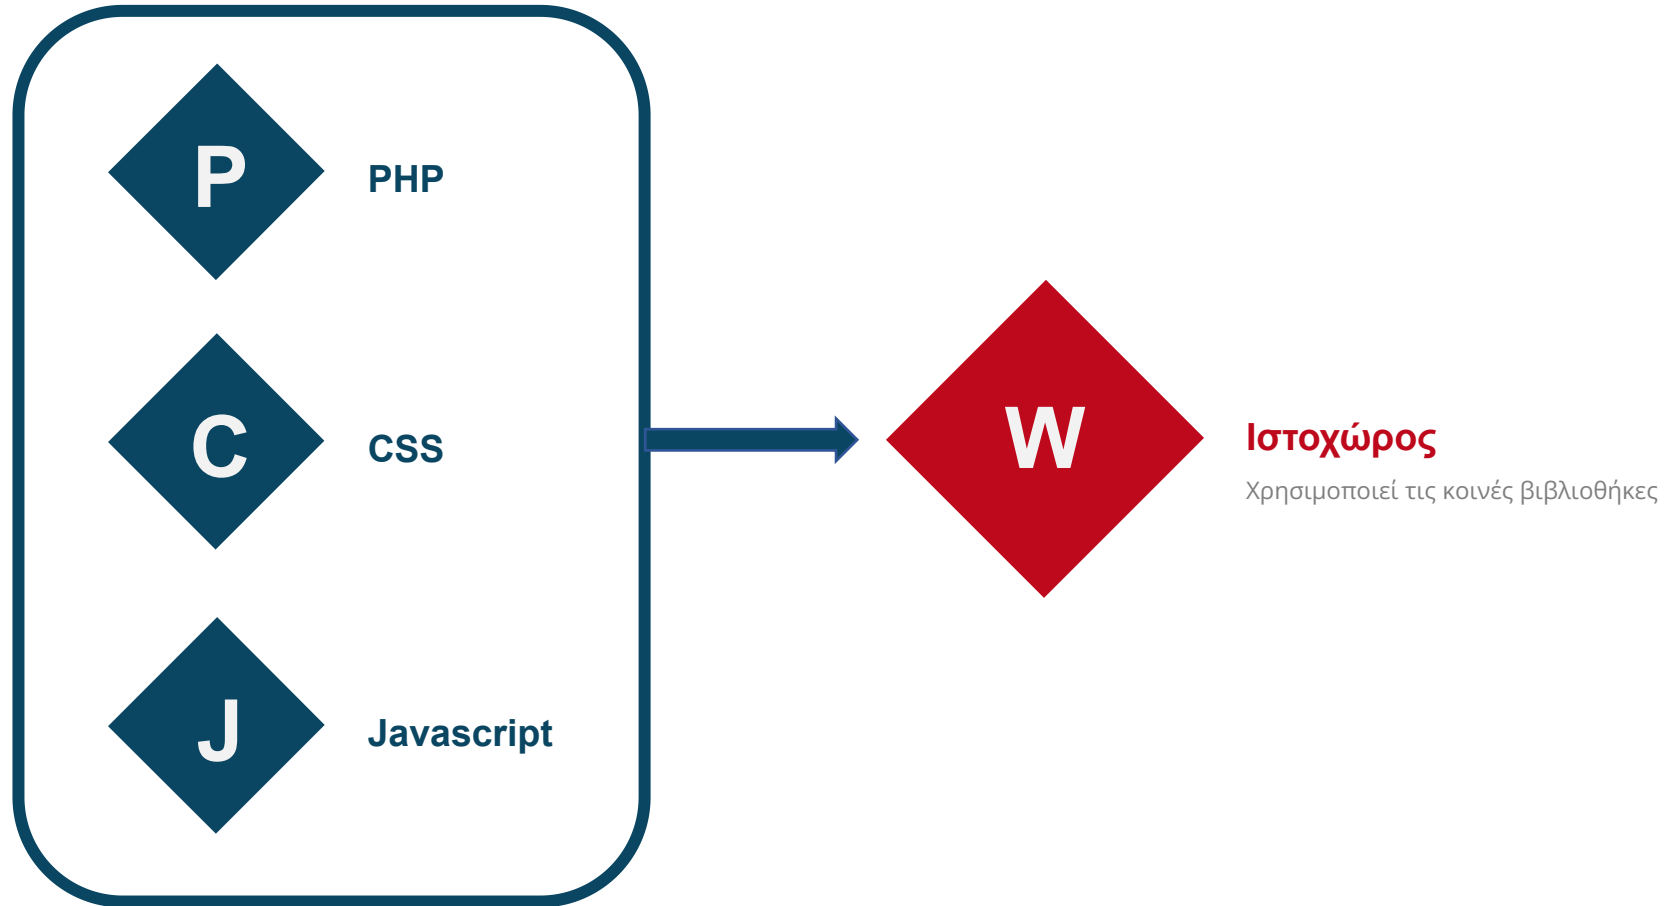 P
PHP
C
CSS
J
Javascript
W
Ιστοχώρος
Χρησιμοποιεί τις κοινές βιβλιοθήκες